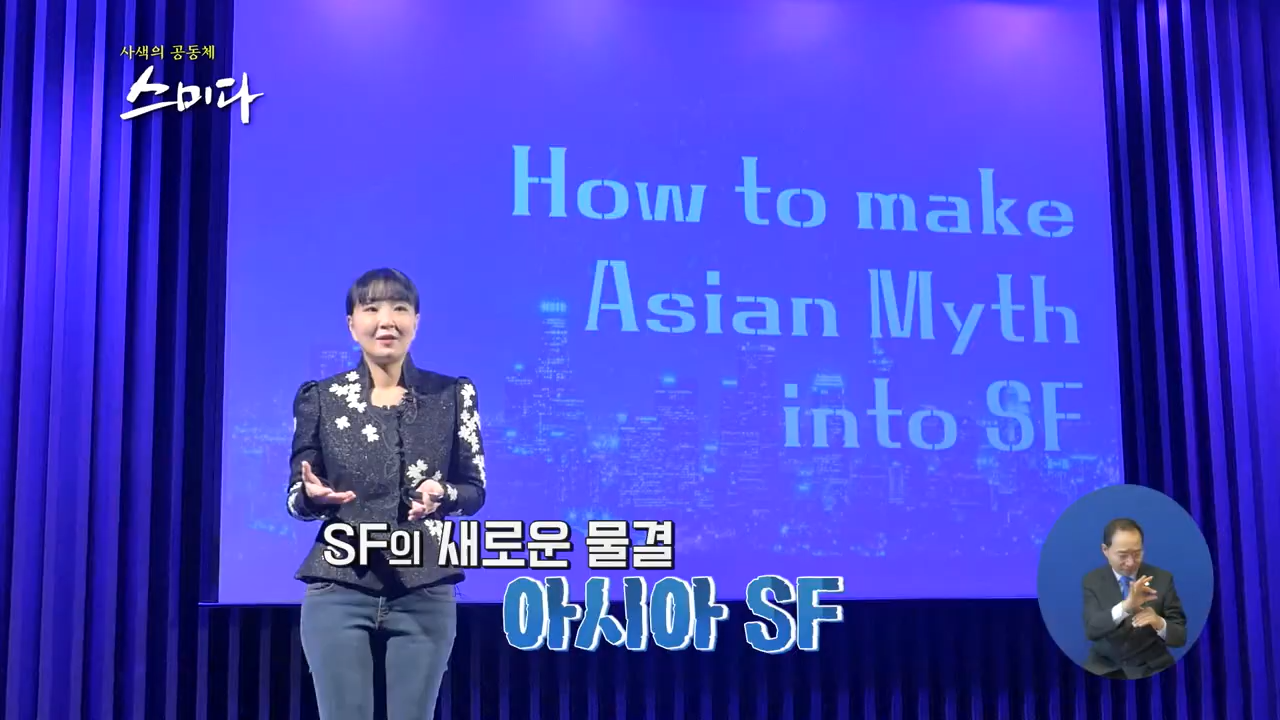 사색의 공동체
스미다
How to make
Asian Myth
into SF
SF의 새로운 물결
아시아 SF